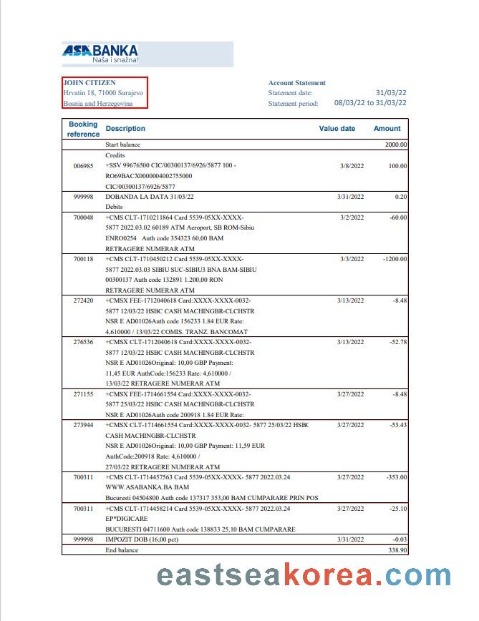 ASA BANKA
Naša i snažna!
JOHN CITIZEN
Hrvatin 18, 71000 Sarajevo
Bosnia and Herzegovina
Account Statement
Statement date: 31/03/22
Statement period: 08/03/22 to 31/03/22
Booking reference Description Value date Amount
Start balance 2000.00
Credits
006985 +SSV 99676500 CIC/00300137/6926/5877 100 - 3/8/2022 100.00
RO69BACX0000004002755000
CIC/00300137/6926/5877
999998 DOBANDA LA DATA 31/03/22 3/31/2022 0.20
Debits
700048 +CMS CLT-1710211864 Card 5539-05XX-XXXX- 3/2/2022 -60.00
5877 2022.03.02 60189 ATM Aeroport, SB ROM-Sibiu
ENRO0254 Auth code 354323 60,00 BAM
RETRAGERE NUMERAR ATM
700118 +CMS CLT-1710450212 Card 5539-05XX-XXXX- 3/3/2022 -1200.00
5877 2022.03.03 SIBIU SUC-SIBIU3 BNA BAM-SIBIU
00300137 Auth code 132891 1.200,00 RON
RETRAGERE NUMERAR ATM
272420 +CMSX FEE-1712040618 Card:XXXX-XXXX-0032- 3/13/2022 -8.48
5877 12/03/22 HSBC CASH MACHINGBR-CLCHSTR
NSR E AD01026Auth code 156233 1.84 EUR Rate:
4.610000 / 13/03/22 COMIS. TRANZ. BANCOMAT
276536 +CMSX CLT-1712040618 Card:XXXX-XXXX-0032- 3/13/2022 -52.78
5877 12/03/22 HSBC CASH MACHINGBR-CLCHSTR
NSR E AD01026Original: 10,00 GBP Payment:
11,45 EUR AuthCode:156233 Rate: 4,610000 /
13/03/22 RETRAGERE NUMERAR ATM
271155 +CMSX FEE-1714661554 Card:XXXX-XXXX-0032- 3/27/2022 -8.48
5877 25/03/22 HSBC CASH MACHINGBR-CLCHSTR
NSR E AD01026Auth code 200918 1.84 EUR Rate:
273944 +CMSX CLT-1714661554 Card:XXXX-XXXX-0032- 5877 25/03/22 HSBC 3/27/2022 -53.43
CASH MACHINGBR-CLCHSTR
NSR E AD01026Original: 10,00 GBP Payment: 11,59 EUR
AuthCode:200918 Rate: 4,610000 /
27/03/22 RETRAGERE NUMERAR ATM
700311 +CMS CLT-1714457563 Card 5539-05XX-XXXX- 5877 2022.03.24 3/27/2022 -353.00
WWW ASABANKA.BA BAM
Bucuresti 04504800 Auth code 137317 353,00 BAM CUMPARARE PRIN POS
700311 +CMS CLT-1714458214 Card 5539-05XX-XXXX- 5877 2022.03.24 3/27/2022 -25.10
EP*DIGICARE
BUCURESTI 04711600 Auth code 138833 25,10 BAM CUMPARARE
999998 IMPOZIT DOB (16,00 pct) 3/31/2022 -0.03
End balance 338.90
eastseakorea.com